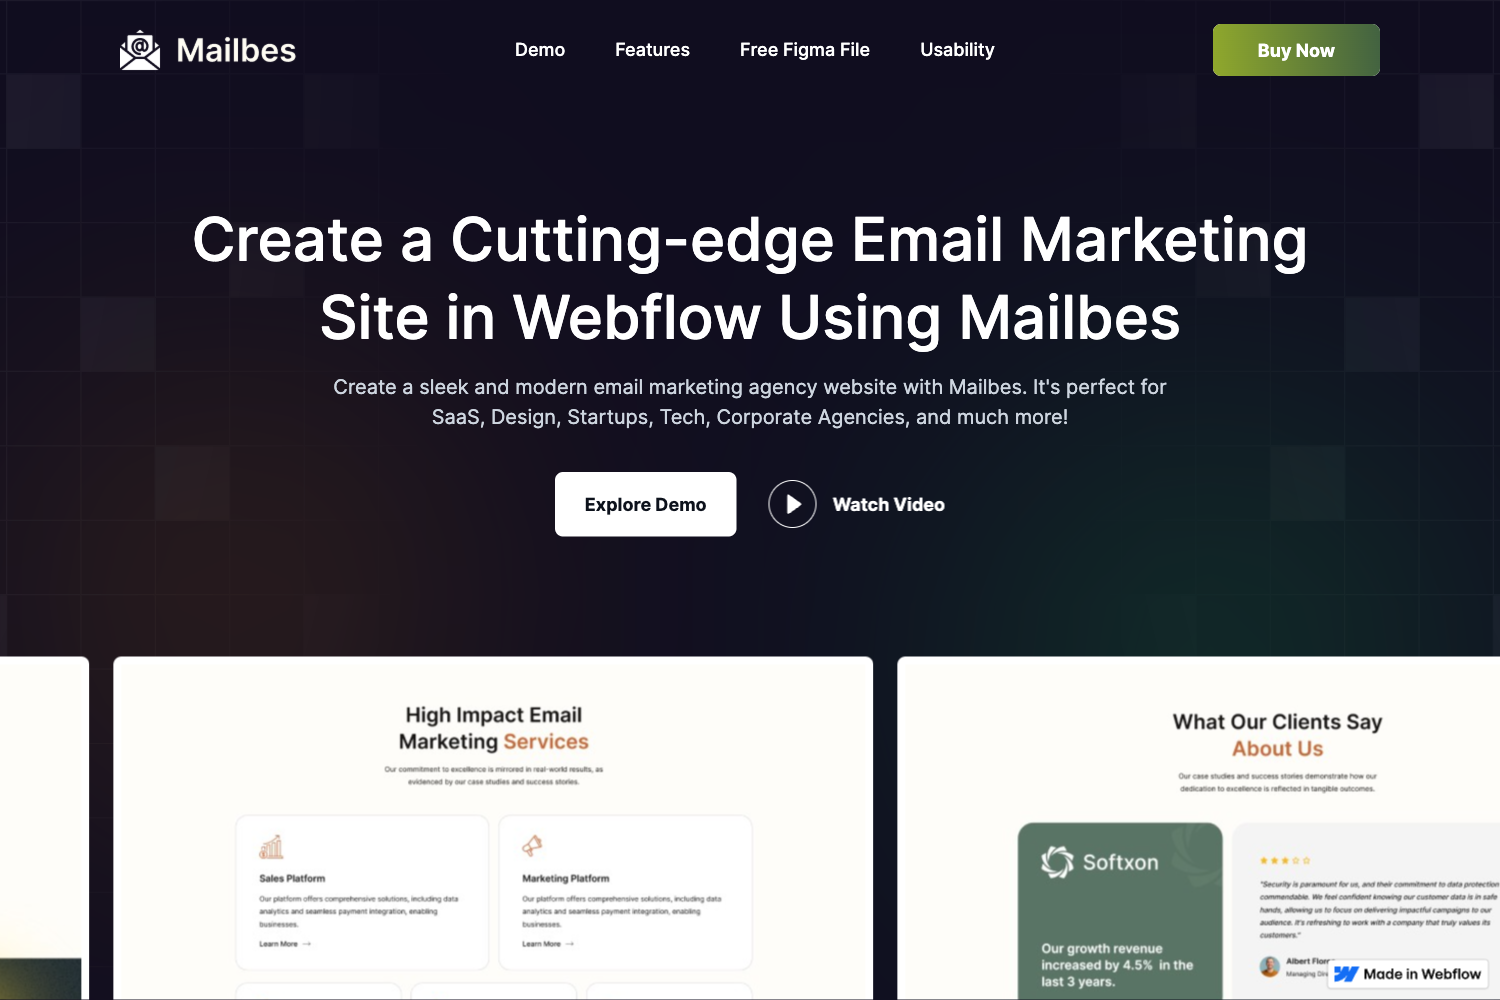 Mailbes
Demo
Features
Free Figma File
Usability
Buy Now
Create a Cutting-edge Email Marketing
Site in Webflow Using Mailbes
Create a sleek and modern email marketing agency website with Mailbes. It's perfect for
SaaS, Design, Startups, Tech, Corporate Agencies, and much more!
Explore Demo
Watch Video
High Impact Email
Marketing Services
Our commitment to excellence is mirrored in real-world results, as
evidenced by our case studies and success stories.
Sales Platform
Our platform offers comprehensive solutions, including data
analytics and seamless payment integration, enabling
businesses.
Learn More →
Marketing Platform
Our platform offers comprehensive solutions, including data
analytics and seamless payment integration, enabling
businesses.
Learn More →
What Our Clients Say
About Us
Our case studies and success stories demonstrate how our
dedication to excellence is reflected in tangible outcomes.
Softxon
Our growth revenue
increased by 4.5% in the
last 3 years.
"Security is paramount for us, and their commitment to data protection
commendable. We feel confident knowing our customer data is in safe
hands, allowing us to focus on delivering impactful campaigns to our
audience. It's refreshing to work with a company that truly values its
customers."
Albert
Managing
Made in Webflow